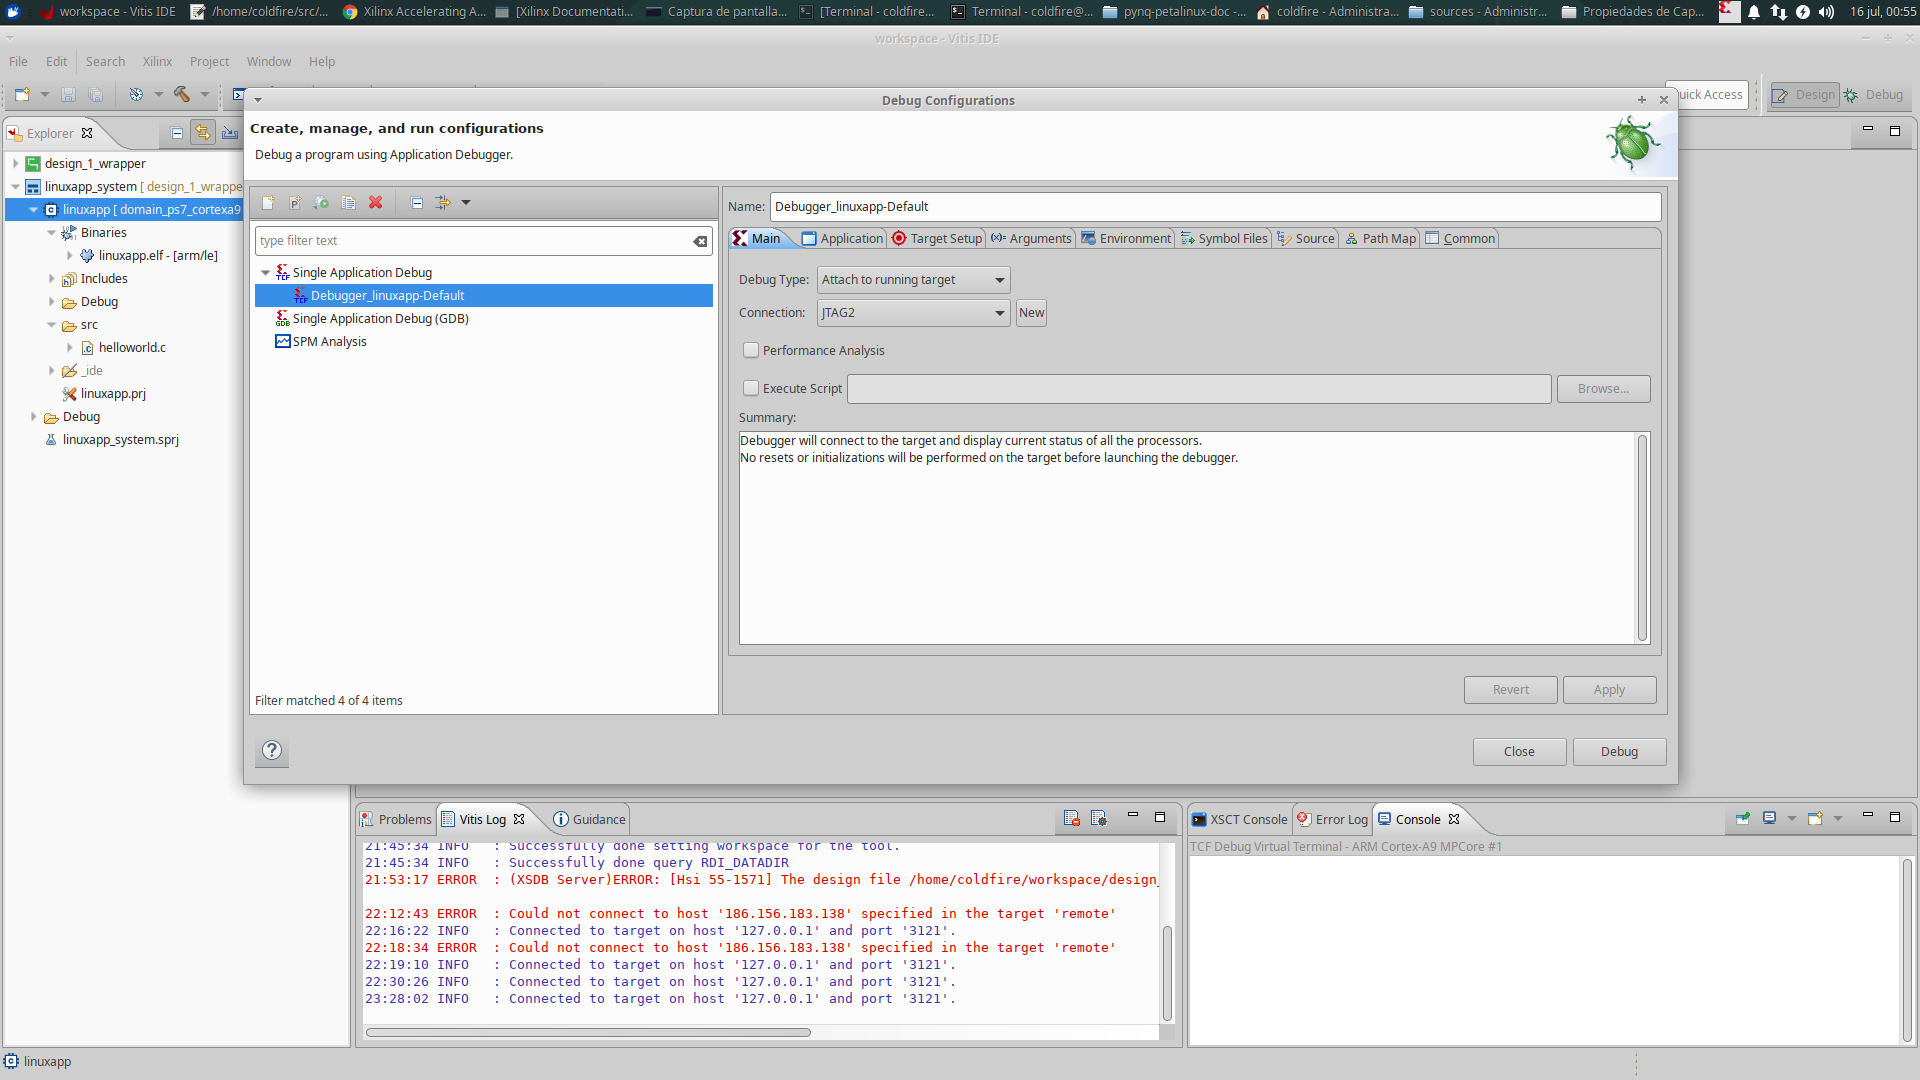 workspace - Vitis IDE
/home/coldfire/src/...
Xilinx Accelerating A...
[Xilinx Documentati...
Captura de pantalla...
[Terminal - coldfire...
Terminal - coldfire@...
pynq-petalinux-doc -...
coldfire - Administra...
sources - Administr...
Propiedades de Cap...
16 jul, 00:55
workspace - Vitis IDE
File Edit Search Xilinx Project Window Help
uick Access
Design
Debug
Explorer
design_1_wrapper
linuxapp_system [ design_1_wrappe
linuxapp [ domain_ps7_cortexa9
Binaries
linuxapp.elf - [arm/le]
Includes
Debug
src
helloworld.c
_ide
linuxapp.prj
Debug
linuxapp_system.sprj
Debug Configurations
Create, manage, and run configurations
Debug a program using Application Debugger.
type filter text
Single Application Debug
Debugger_linuxapp-Default
Single Application Debug (GDB)
SPM Analysis
Filter matched 4 of 4 items
Name: Debugger_linuxapp-Default
Main Application Target Setup Arguments Environment Symbol Files Source Path Map Common
Debug Type: Attach to running target
Connection: JTAG2 New
Performance Analysis
Execute Script Browse...
Summary:
Debugger will connect to the target and display current status of all the processors.
No resets or initializations will be performed on the target before launching the debugger.
Revert Apply
Close Debug
Problems Vitis Log Guidance
21:45:34 INFO : Successfully done setting workspace for the tool.
21:45:34 INFO : Successfully done query RDI_DATADIR
21:53:17 ERROR : (XSDB Server)ERROR: [Hsi 55-1571] The design file /home/coldfire/workspace/design_
22:12:43 ERROR : Could not connect to host '186.156.183.138' specified in the target 'remote'
22:16:22 INFO : Connected to target on host '127.0.0.1' and port '3121'.
22:18:34 ERROR : Could not connect to host '186.156.183.138' specified in the target 'remote'
22:19:10 INFO : Connected to target on host '127.0.0.1' and port '3121'.
22:30:26 INFO : Connected to target on host '127.0.0.1' and port '3121'.
23:28:02 INFO : Connected to target on host '127.0.0.1' and port '3121'.
XSCT Console Error Log Console
TCF Debug Virtual Terminal - ARM Cortex-A9 MPCore #1
linuxapp